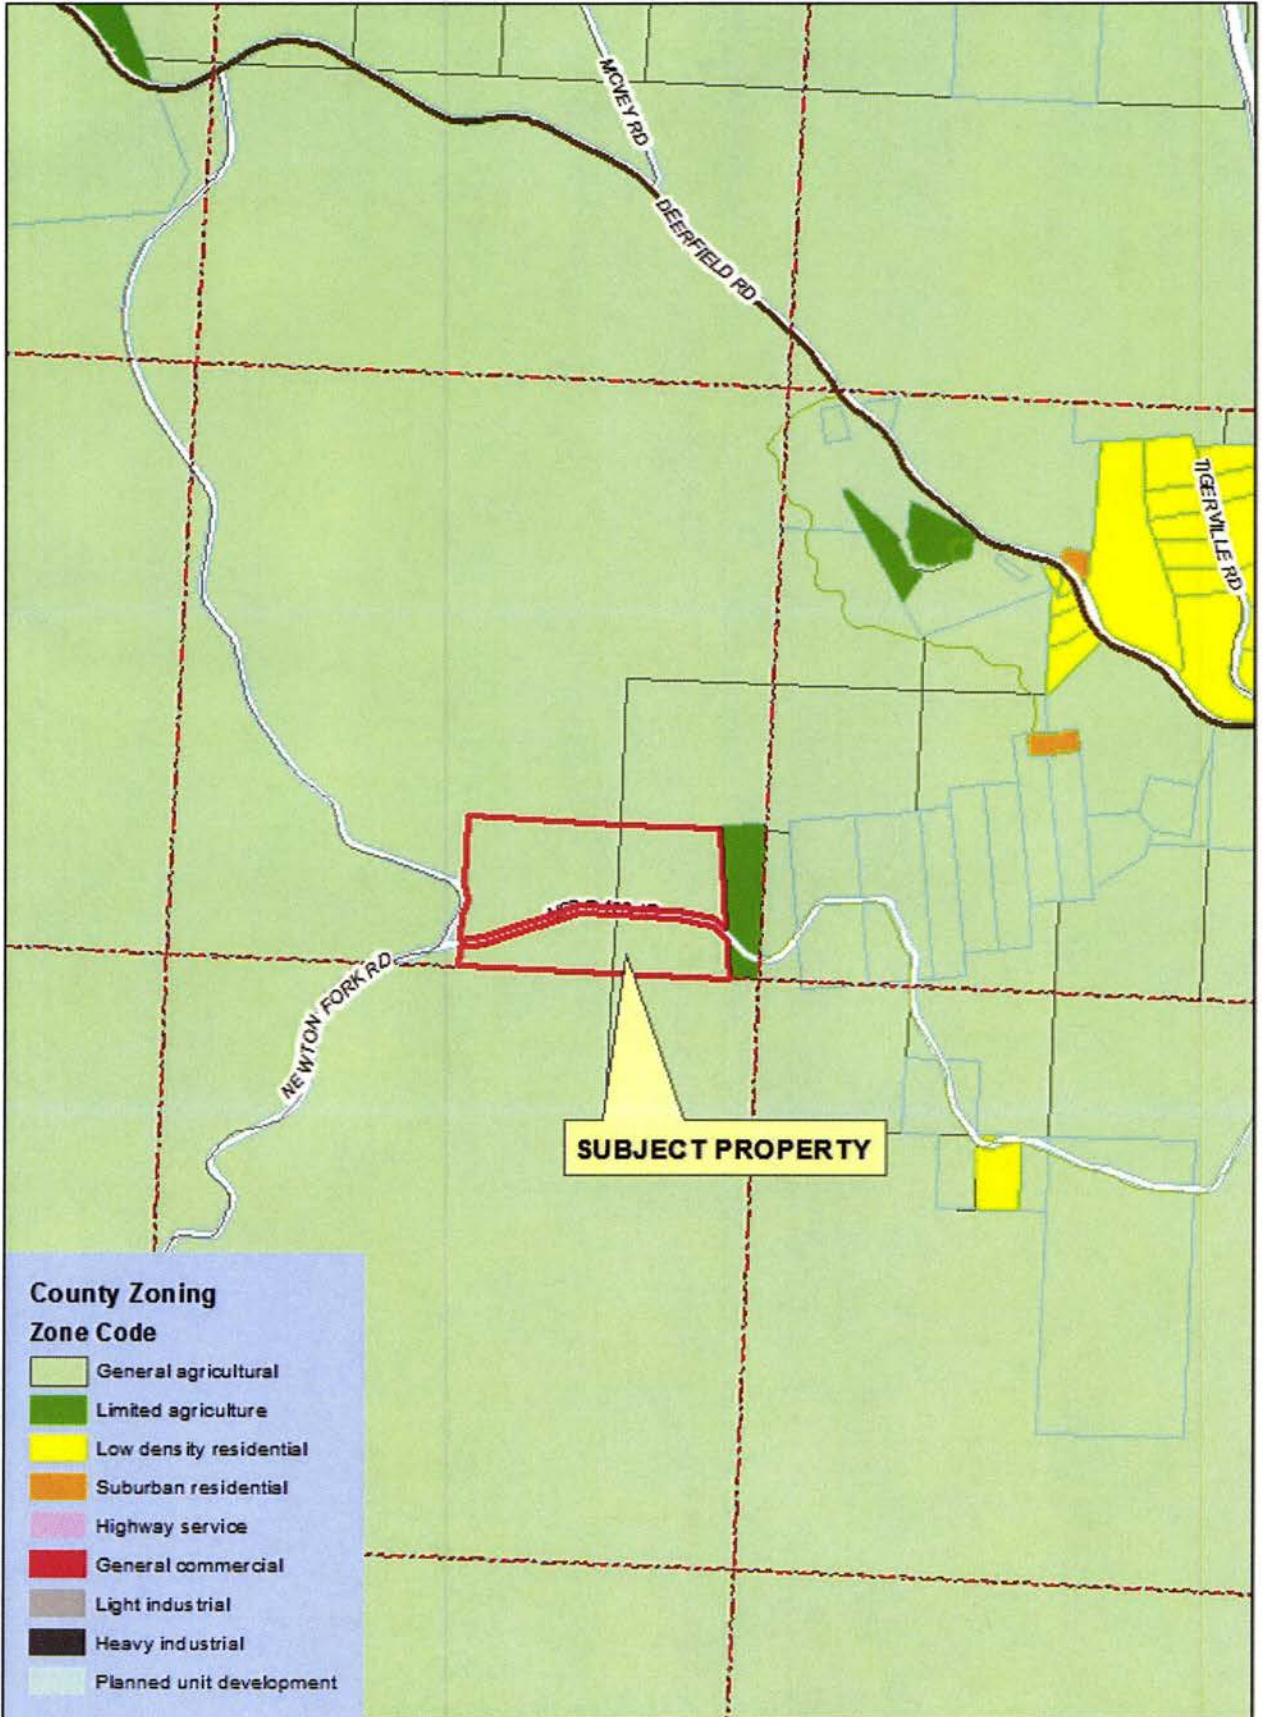 MCVEY RD
DEERFIELD RD
TIGERVILLE RD
NEWTON FORK RD
SUBJECT PROPERTY
County Zoning
Zone Code
General agricultural
Limited agriculture
Low density residential
Suburban residential
Highway service
General commercial
Light industrial
Heavy industrial
Planned unit development